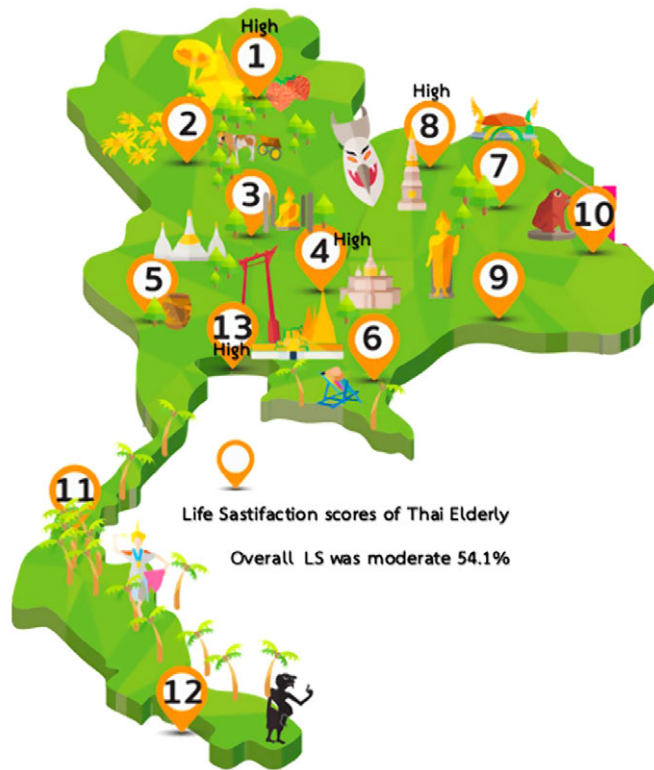 High
1
High
2
8
7
3
10
High
4
5
9
13
High
6
11
Life Sastifaction scores of Thai Elderly
Overall LS was moderate 54.1%
12